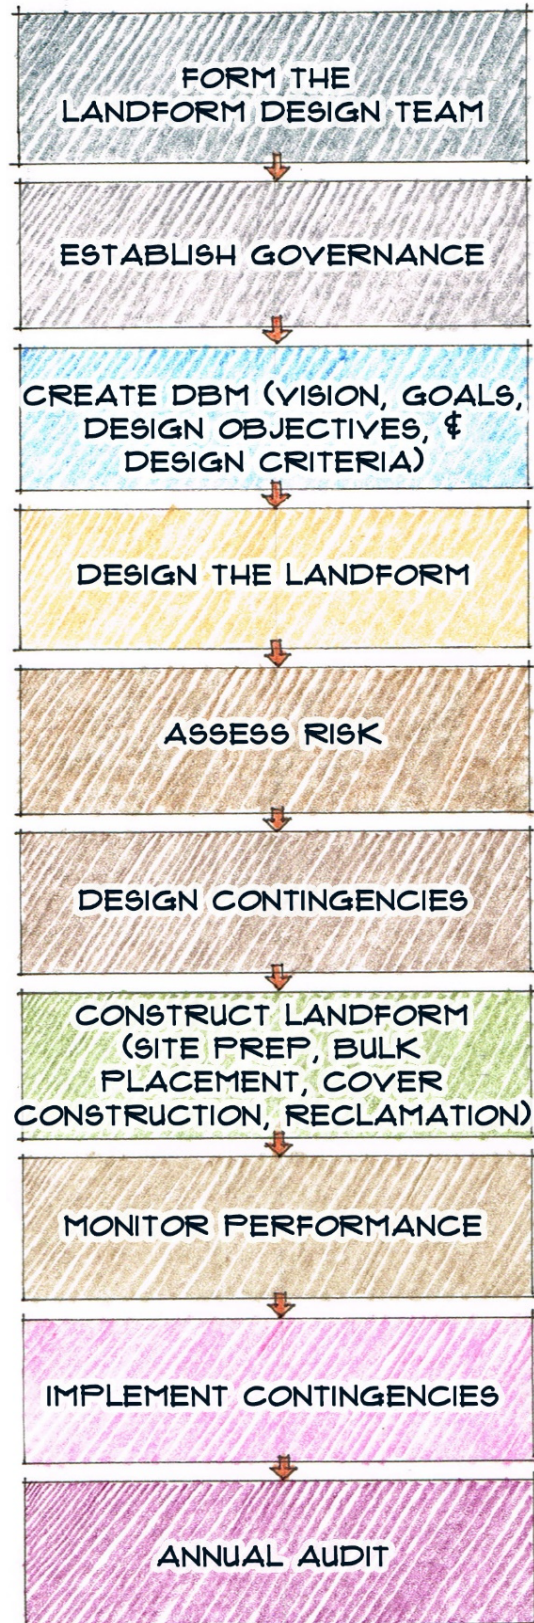 FORM THE
LANDFORM DESIGN TEAM
ESTABLISH GOVERNANCE
CREATE DBM (VISION, GOALS,
DESIGN OBJECTIVES, &
DESIGN CRITERIA)
DESIGN THE LANDFORM
ASSESS RISK
DESIGN CONTINGENCIES
CONSTRUCT LANDFORM
(SITE PREP, BULK
PLACEMENT, COVER
CONSTRUCTION, RECLAMATION)
MONITOR PERFORMANCE
IMPLEMENT CONTINGENCIES
ANNUAL AUDIT